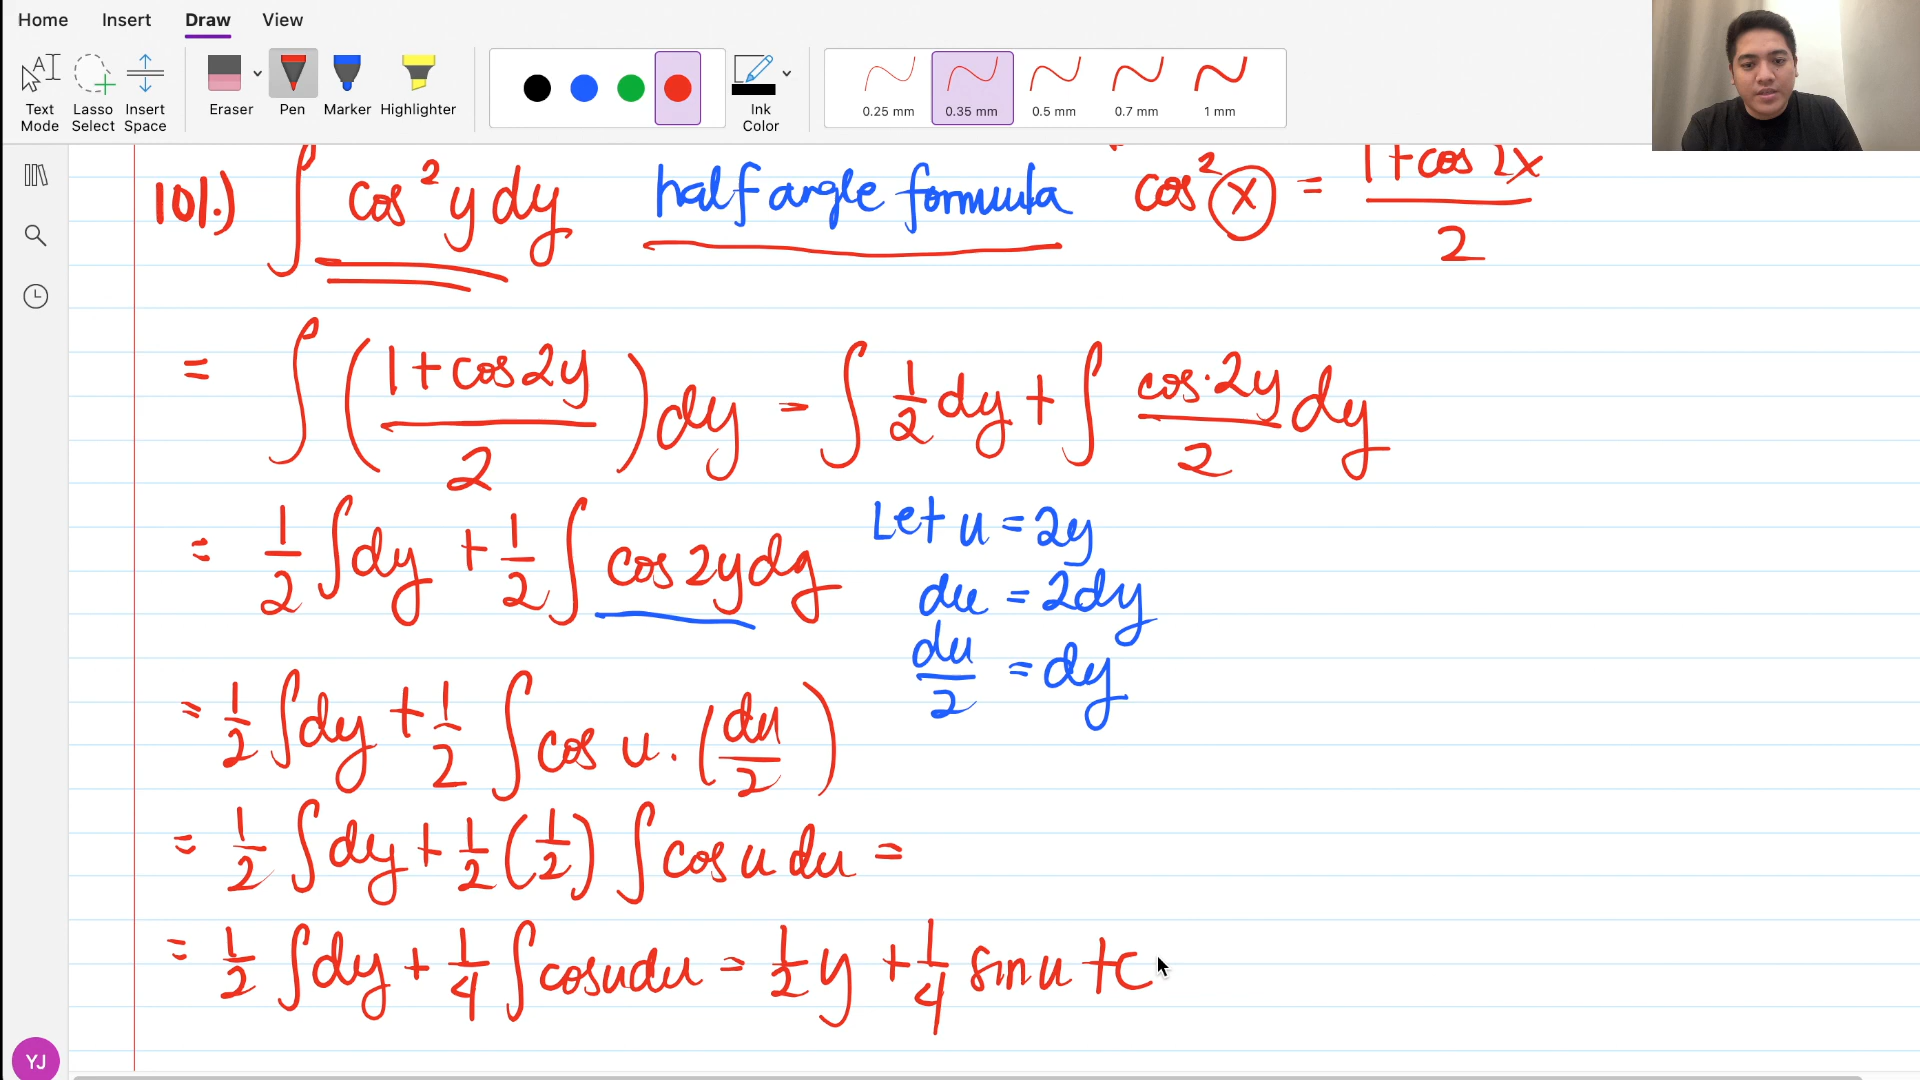 Home Insert Draw View
Text Mode Lasso Select Insert Space Eraser Pen Marker Highlighter Ink Color 0.25 mm 0.35 mm 0.5 mm 0.7 mm 1 mm
101.) ∫ cos² y dy half angle formula cos² x = (1 + cos 2x)/2
= ∫ ((1 + cos 2y)/2) dy = ∫ 1/2 dy + ∫ (cos·2y)/2 dy
= 1/2 ∫ dy + 1/2 ∫ cos 2y dy
Let u = 2y
du = 2dy
du/2 = dy
= 1/2 ∫ dy + 1/2 ∫ cos u · (du/2)
= 1/2 ∫ dy + 1/2 (1/2) ∫ cos u du =
= 1/2 ∫ dy + 1/4 ∫ cos u du = 1/2 y + 1/4 sin u + c
YJ